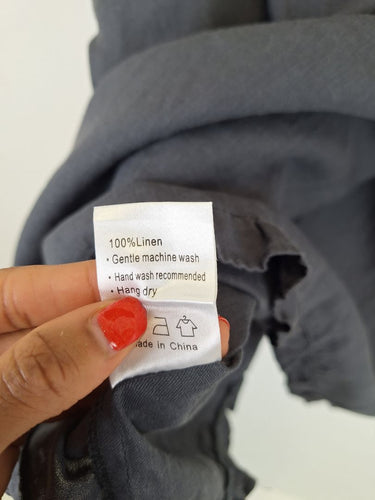 100%Linen
• Gentle machine wash
• Hand wash recommended
• Hang dry
in China